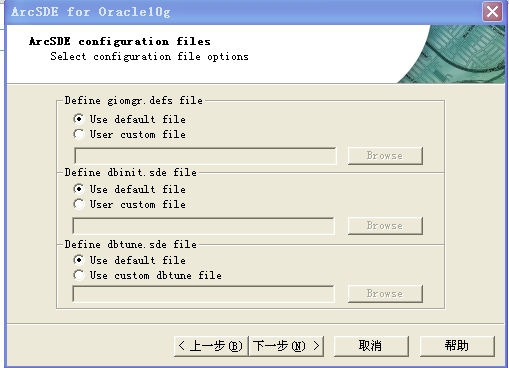 ArcSDE for Oracle10g
ArcSDE configuration files
Select configuration file options
Define giomgr.defs file
Use default file
User custom file
Browse
Define dbinit.sde file
Use default file
User custom file
Browse
Define dbtune.sde file
Use default file
Use custom dbtune file
Browse
< 上一步(B) 下一步(N) > 取消 帮助